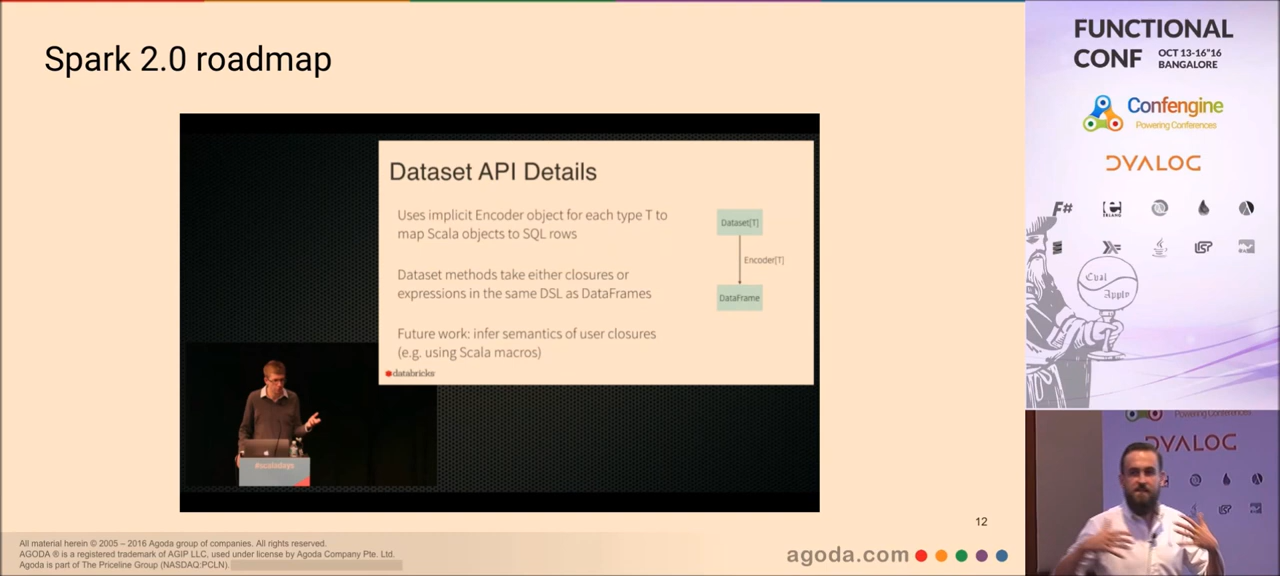 Spark 2.0 roadmap
Dataset API Details
Uses implicit Encoder object for each type T to
map Scala objects to SQL rows
Dataset methods take either closures or
expressions in the same DSL as DataFrames
Future work: infer semantics of user closures
(e.g. using Scala macros)
databricks
Dataset[T]
Encoder[T]
DataFrame
#scaladays
12
All material herein © 2005 – 2016 Agoda group of companies. All rights reserved.
AGODA ® is a registered trademark of AGIP LLC, used under license by Agoda Company Pte. Ltd.
Agoda is part of The Priceline Group (NASDAQ:PCLN).
agoda.com
FUNCTIONAL
CONF OCT 13-16"16
BANGALORE
Confengine
Powering Conferences
DYALOG
F#
ERLANG
LISP
Eval
Apply
Powering Conferences
DYALOG